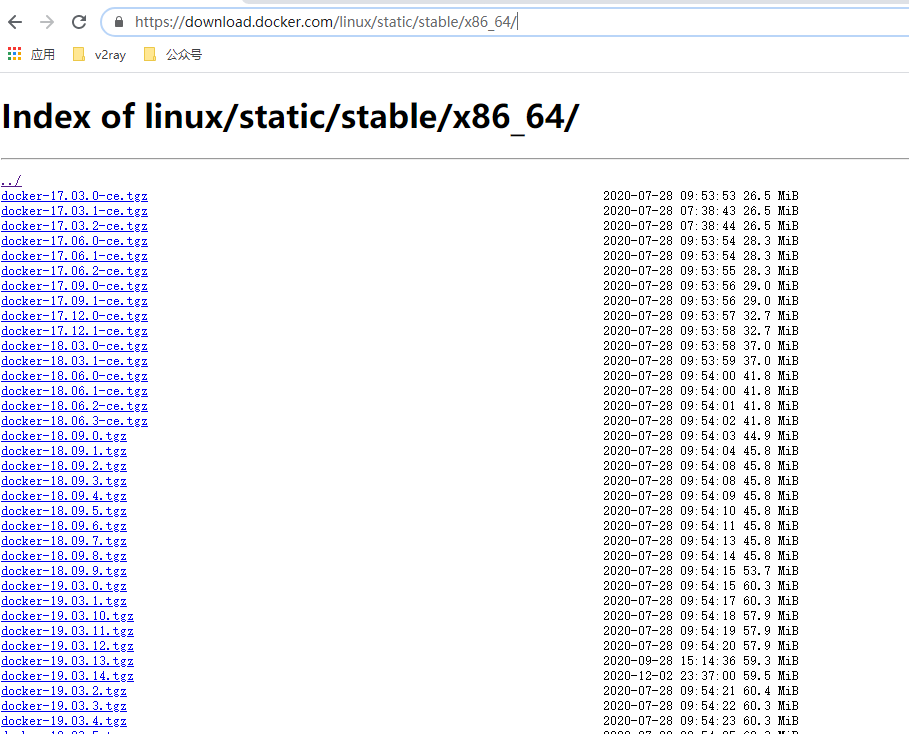 https://download.docker.com/linux/static/stable/x86_64/
应用 v2ray 公众号
Index of linux/static/stable/x86_64/
../
docker-17.03.0-ce.tgz 2020-07-28 09:53:53 26.5 MiB
docker-17.03.1-ce.tgz 2020-07-28 07:38:43 26.5 MiB
docker-17.03.2-ce.tgz 2020-07-28 07:38:44 26.5 MiB
docker-17.06.0-ce.tgz 2020-07-28 09:53:54 28.3 MiB
docker-17.06.1-ce.tgz 2020-07-28 09:53:54 28.3 MiB
docker-17.06.2-ce.tgz 2020-07-28 09:53:55 28.3 MiB
docker-17.09.0-ce.tgz 2020-07-28 09:53:56 29.0 MiB
docker-17.09.1-ce.tgz 2020-07-28 09:53:56 29.0 MiB
docker-17.12.0-ce.tgz 2020-07-28 09:53:57 32.7 MiB
docker-17.12.1-ce.tgz 2020-07-28 09:53:58 32.7 MiB
docker-18.03.0-ce.tgz 2020-07-28 09:53:58 37.0 MiB
docker-18.03.1-ce.tgz 2020-07-28 09:53:59 37.0 MiB
docker-18.06.0-ce.tgz 2020-07-28 09:54:00 41.8 MiB
docker-18.06.1-ce.tgz 2020-07-28 09:54:00 41.8 MiB
docker-18.06.2-ce.tgz 2020-07-28 09:54:01 41.8 MiB
docker-18.06.3-ce.tgz 2020-07-28 09:54:02 41.8 MiB
docker-18.09.0.tgz 2020-07-28 09:54:03 44.9 MiB
docker-18.09.1.tgz 2020-07-28 09:54:04 45.8 MiB
docker-18.09.2.tgz 2020-07-28 09:54:08 45.8 MiB
docker-18.09.3.tgz 2020-07-28 09:54:08 45.8 MiB
docker-18.09.4.tgz 2020-07-28 09:54:09 45.8 MiB
docker-18.09.5.tgz 2020-07-28 09:54:10 45.8 MiB
docker-18.09.6.tgz 2020-07-28 09:54:11 45.8 MiB
docker-18.09.7.tgz 2020-07-28 09:54:13 45.8 MiB
docker-18.09.8.tgz 2020-07-28 09:54:14 45.8 MiB
docker-18.09.9.tgz 2020-07-28 09:54:15 53.7 MiB
docker-19.03.0.tgz 2020-07-28 09:54:15 60.3 MiB
docker-19.03.1.tgz 2020-07-28 09:54:17 60.3 MiB
docker-19.03.10.tgz 2020-07-28 09:54:18 57.9 MiB
docker-19.03.11.tgz 2020-07-28 09:54:19 57.9 MiB
docker-19.03.12.tgz 2020-07-28 09:54:20 57.9 MiB
docker-19.03.13.tgz 2020-09-28 15:14:36 59.3 MiB
docker-19.03.14.tgz 2020-12-02 23:37:00 59.5 MiB
docker-19.03.2.tgz 2020-07-28 09:54:21 60.4 MiB
docker-19.03.3.tgz 2020-07-28 09:54:22 60.3 MiB
docker-19.03.4.tgz 2020-07-28 09:54:23 60.3 MiB